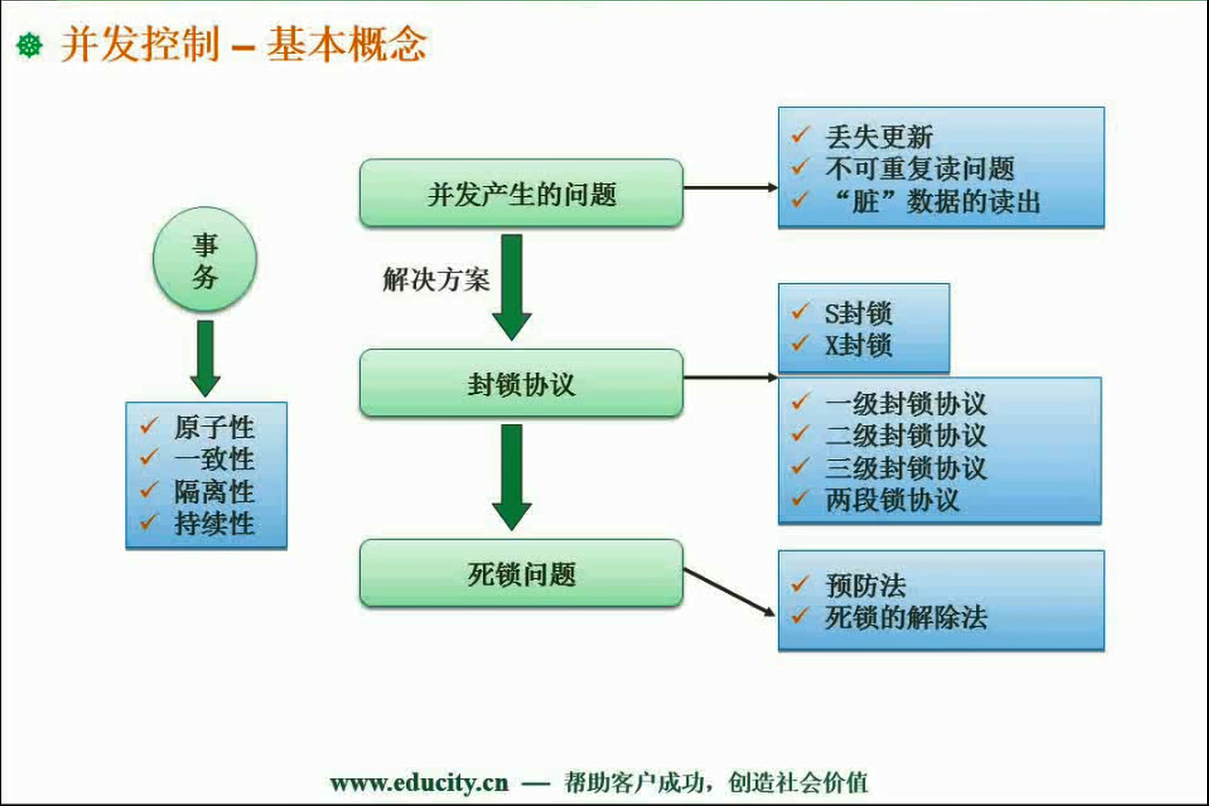 并发控制 – 基本概念
事
务
原子性
一致性
隔离性
持续性
并发产生的问题
丢失更新
不可重复读问题
“脏”数据的读出
解决方案
封锁协议
S封锁
X封锁
一级封锁协议
二级封锁协议
三级封锁协议
两段锁协议
死锁问题
预防法
死锁的解除法
www.educity.cn — 帮助客户成功，创造社会价值